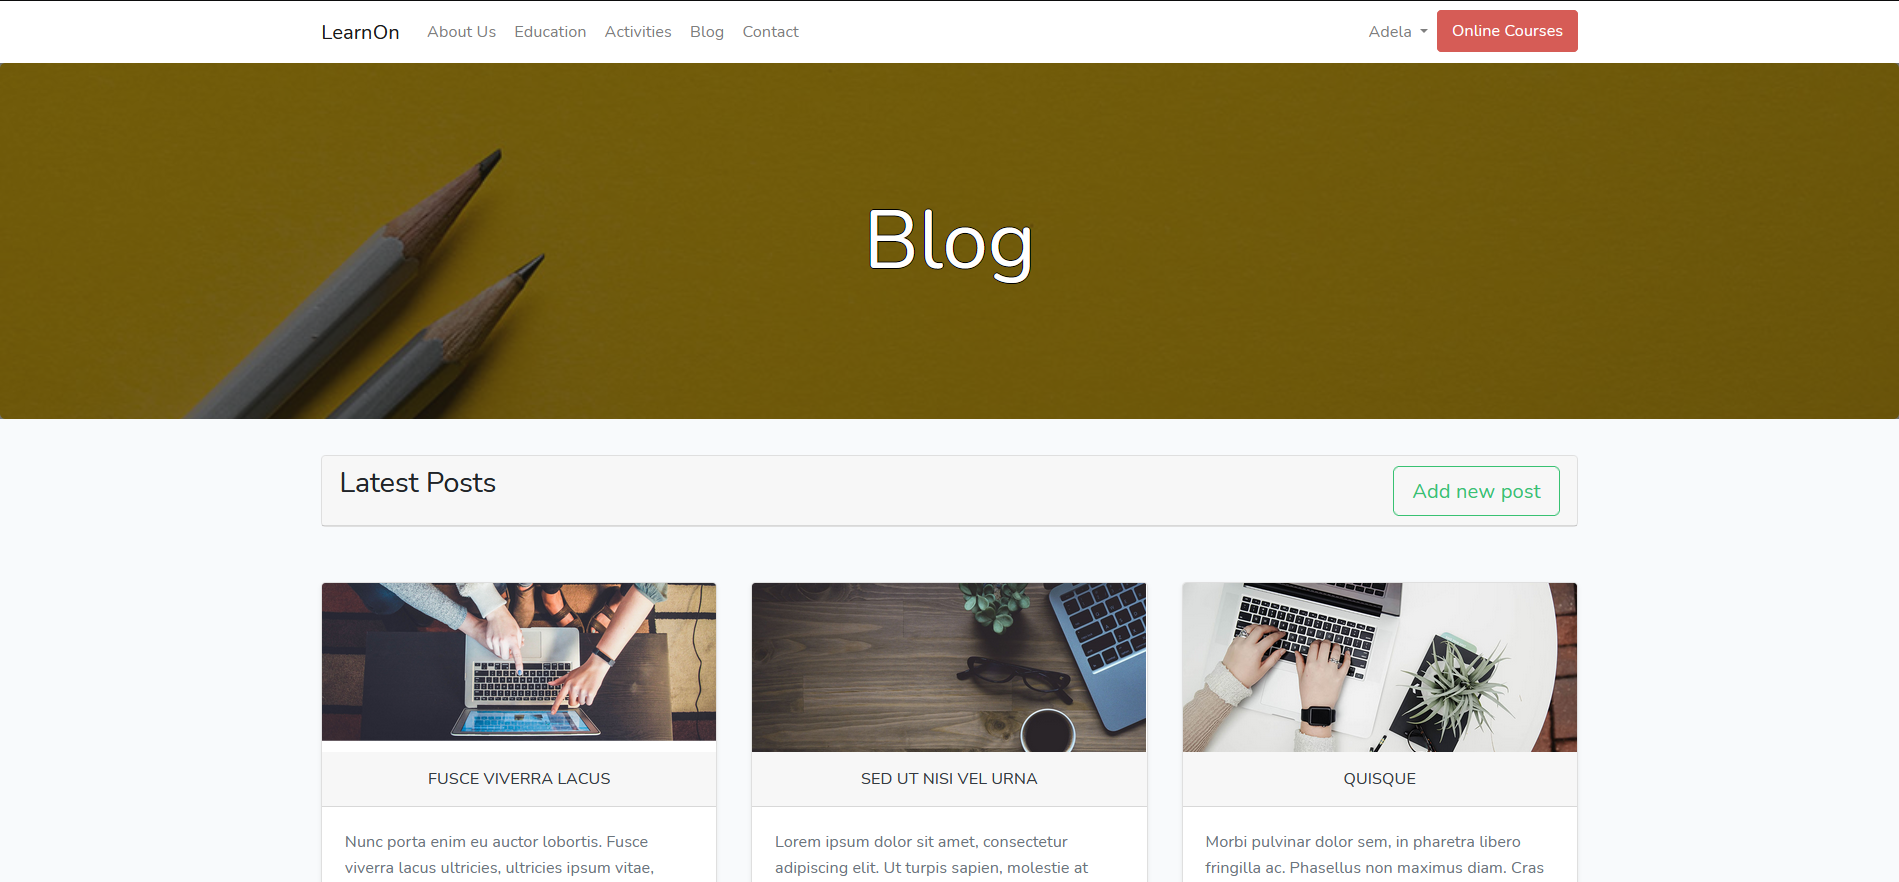 LearnOn About Us Education Activities Blog Contact Adela Online Courses
Blog
Latest Posts Add new post
FUSCE VIVERRA LACUS
Nunc porta enim eu auctor lobortis. Fusce
viverra lacus ultricies, ultricies ipsum vitae,
SED UT NISI VEL URNA
Lorem ipsum dolor sit amet, consectetur
adipiscing elit. Ut turpis sapien, molestie at
QUISQUE
Morbi pulvinar dolor sem, in pharetra libero
fringilla ac. Phasellus non maximus diam. Cras